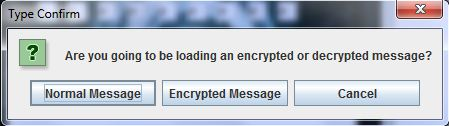 Type Confirm
Are you going to be loading an encrypted or decrypted message?
Normal Message
Encrypted Message
Cancel